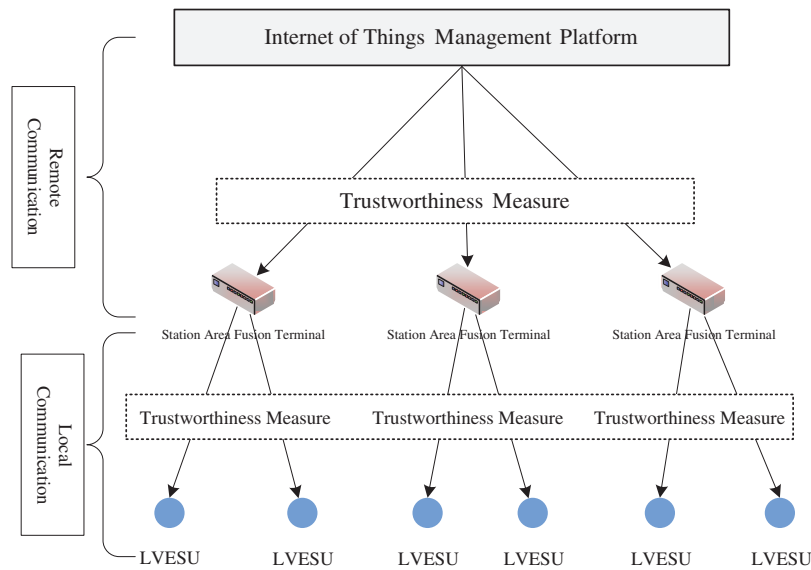 Internet of Things Management Platform
Remote
Communication
Trustworthiness Measure
Station Area Fusion Terminal
Station Area Fusion Terminal
Station Area Fusion Terminal
Local
Communication
Trustworthiness Measure
Trustworthiness Measure
Trustworthiness Measure
LVESU
LVESU
LVESU
LVESU
LVESU
LVESU